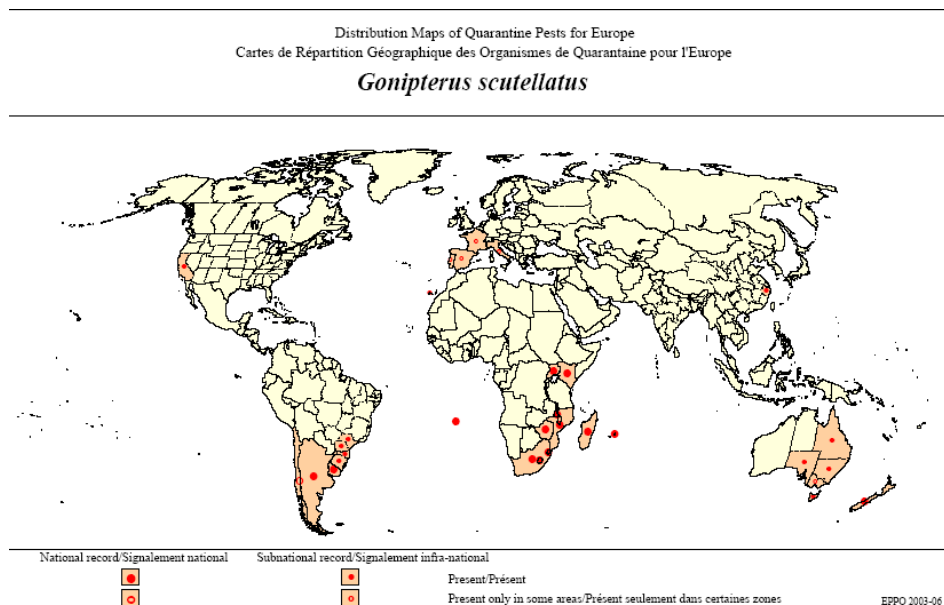 Distribution Maps of Quarantine Pests for Europe
Cartes de Répartition Géographique des Organismes de Quarantaine pour l'Europe
Gonipterus scutellatus
National record/Signalement national
Subnational record/Signalement infra-national
Present/Présent
Present only in some areas/Présent seulement dans certaines zones
EPPO 2003-06